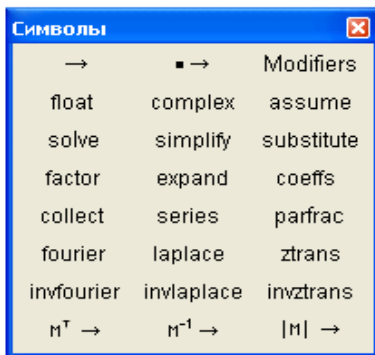 Символы
→ ▪ → Modifiers
float complex assume
solve simplify substitute
factor expand coeffs
collect series parfrac
fourier laplace ztrans
invfourier invlaplace invztrans
Mᵀ → M⁻¹ → |M| →